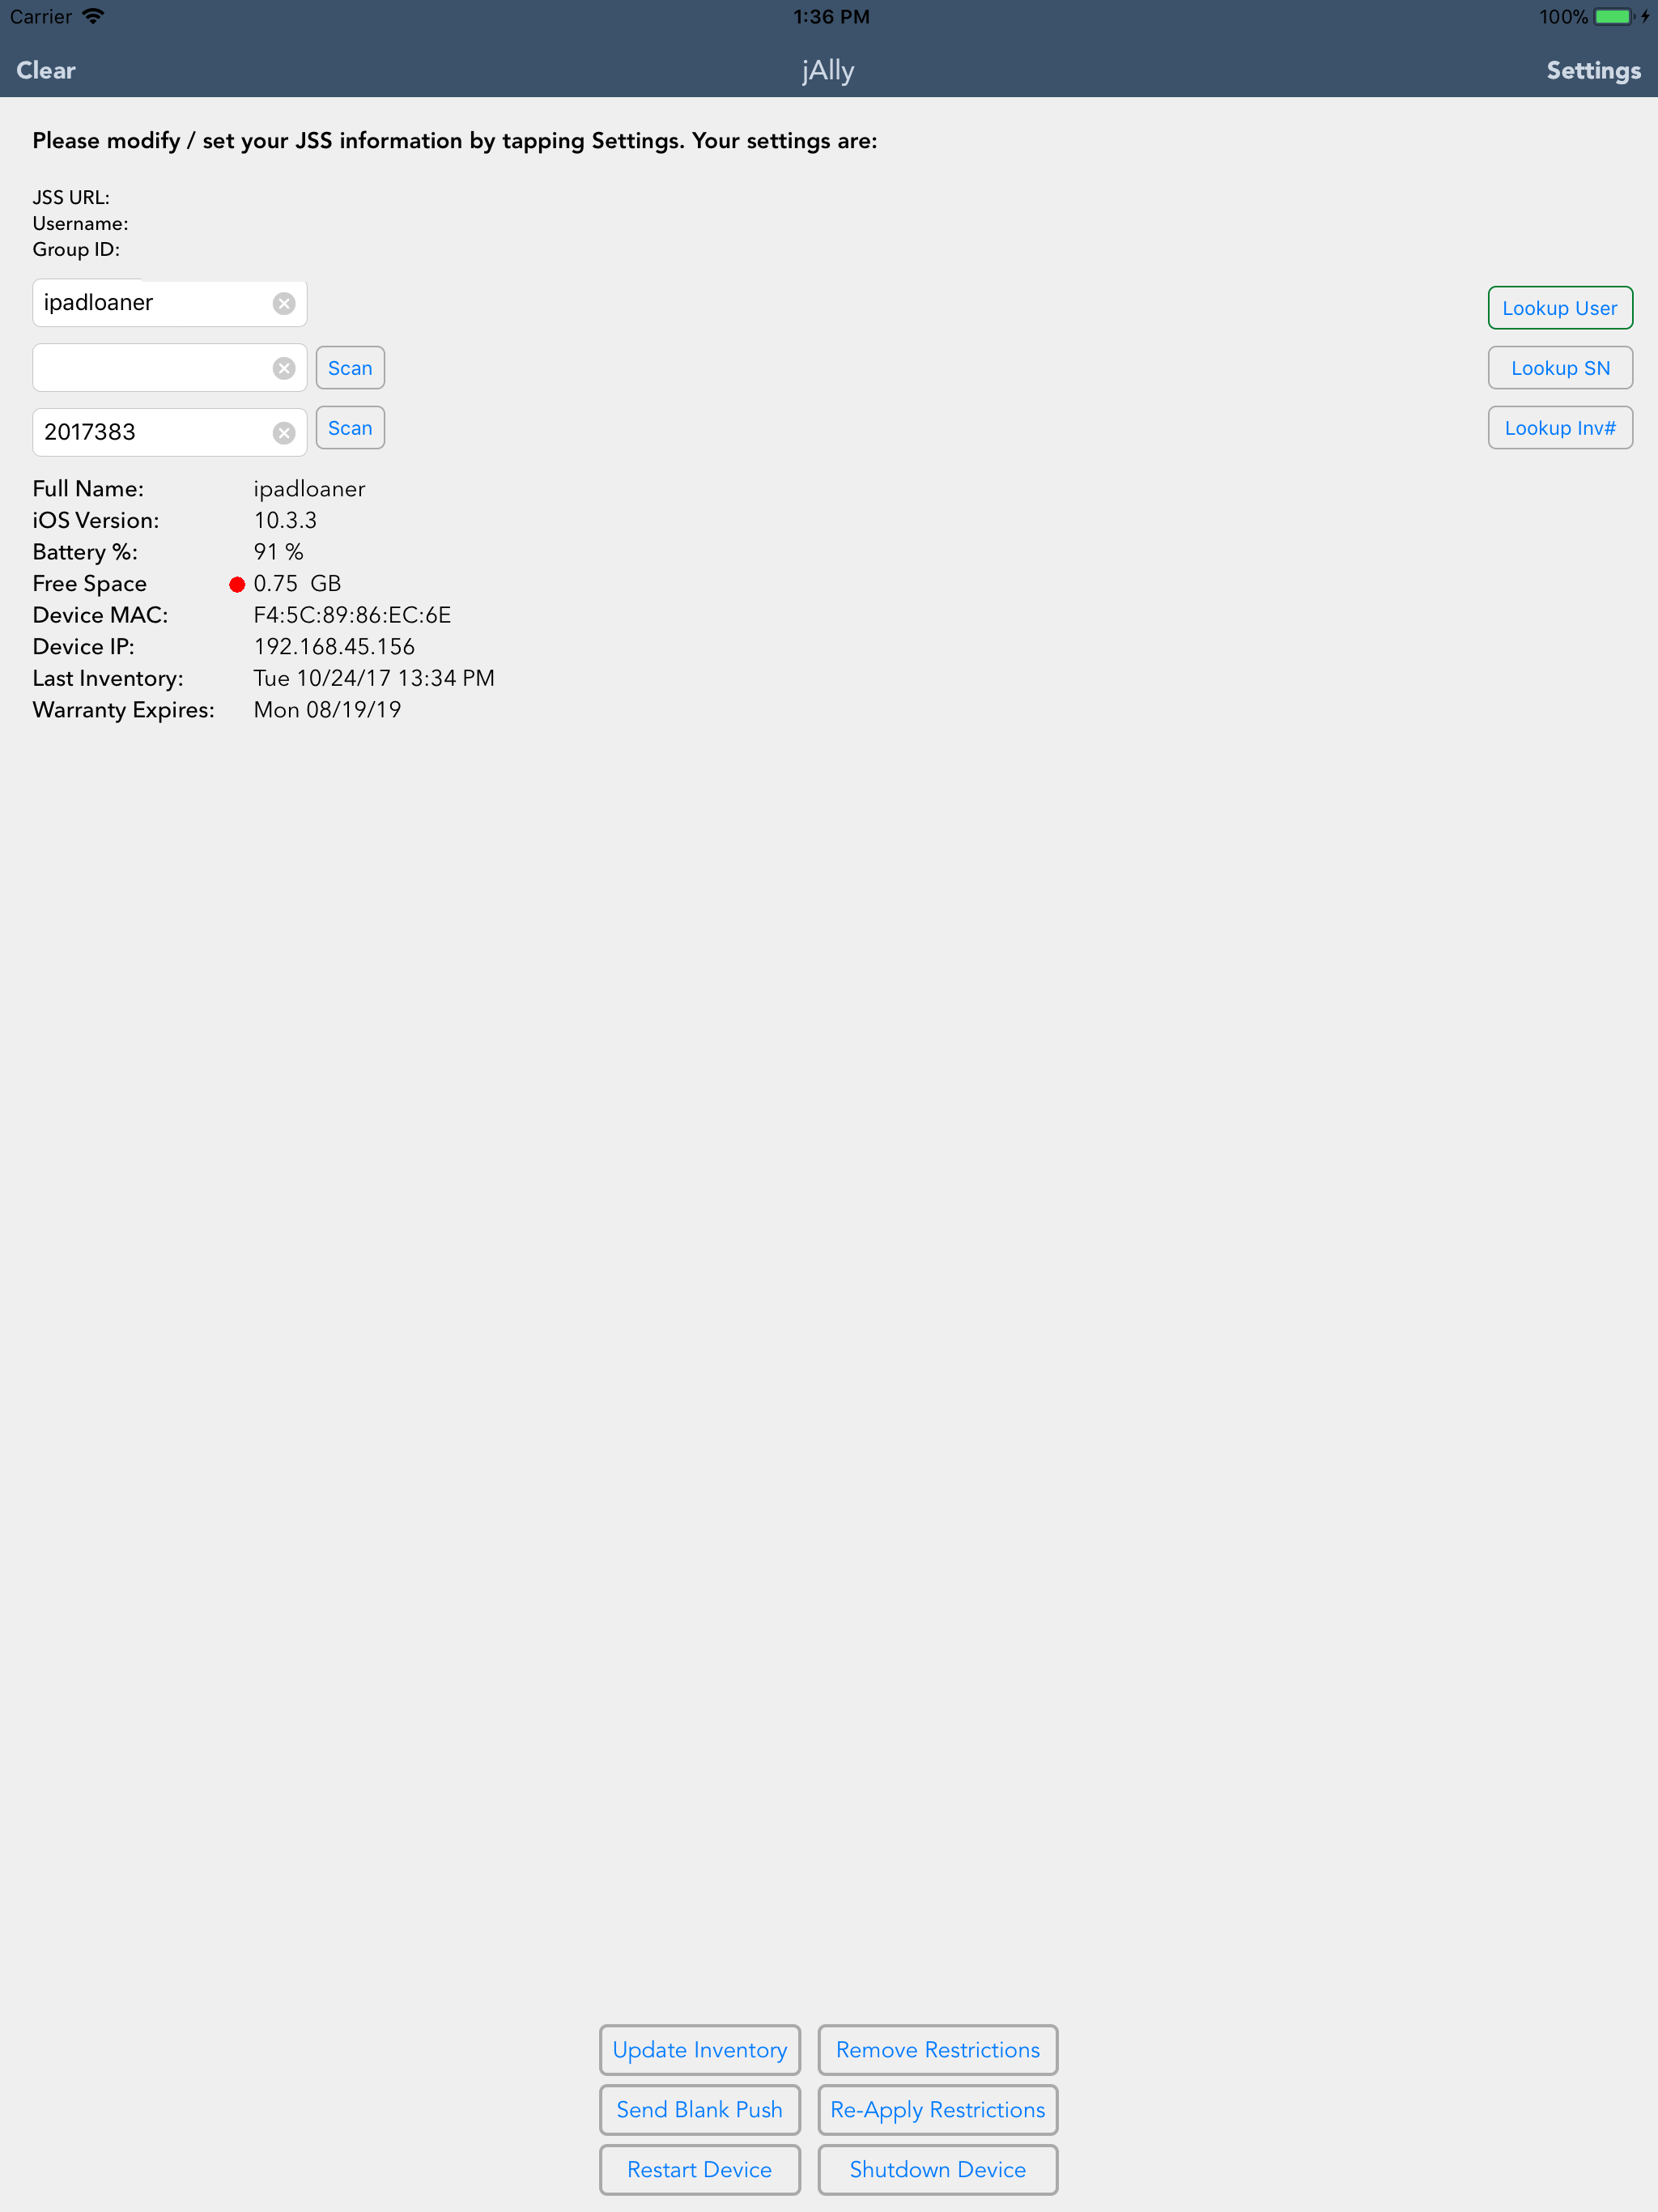 Carrier 1:36 PM 100%
Clear jAlly Settings
Please modify / set your JSS information by tapping Settings. Your settings are:
JSS URL:
Username:
Group ID:
ipadloaner Lookup User
Scan Lookup SN
2017383 Scan Lookup Inv#
Full Name: ipadloaner
iOS Version: 10.3.3
Battery %: 91 %
Free Space 0.75 GB
Device MAC: F4:5C:89:86:EC:6E
Device IP: 192.168.45.156
Last Inventory: Tue 10/24/17 13:34 PM
Warranty Expires: Mon 08/19/19
Update Inventory Remove Restrictions
Send Blank Push Re-Apply Restrictions
Restart Device Shutdown Device